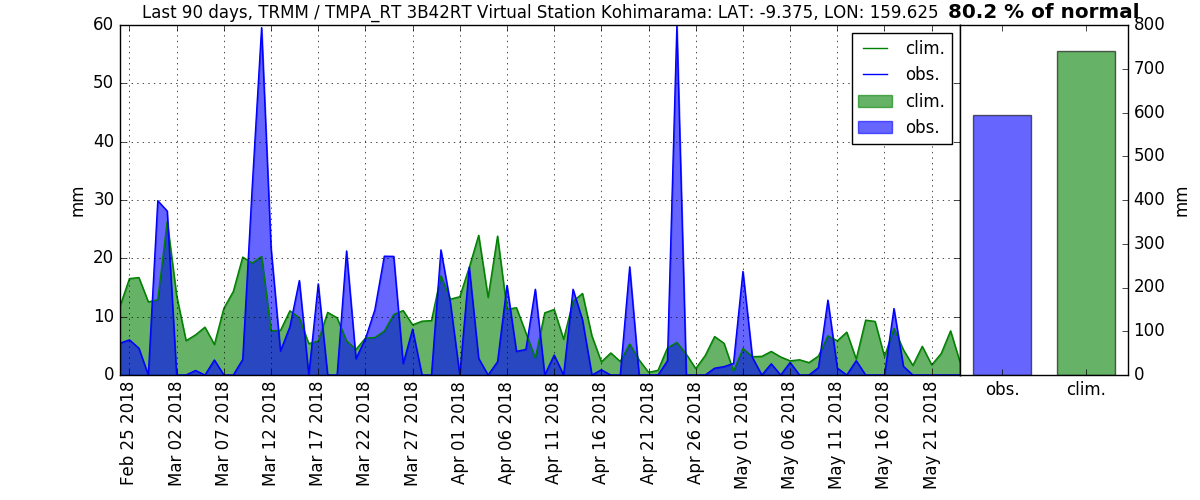 Last 90 days, TRMM / TMPA_RT 3B42RT Virtual Station Kohimarama: LAT: -9.375, LON: 159.625 80.2 % of normal
60
50
40
30
20
10
0
mm
clim.
obs.
clim.
obs.
800
700
600
500
400
300
200
100
0
mm
obs.
clim.
Feb 25 2018
Mar 02 2018
Mar 07 2018
Mar 12 2018
Mar 17 2018
Mar 22 2018
Mar 27 2018
Apr 01 2018
Apr 06 2018
Apr 11 2018
Apr 16 2018
Apr 21 2018
Apr 26 2018
May 01 2018
May 06 2018
May 11 2018
May 16 2018
May 21 2018